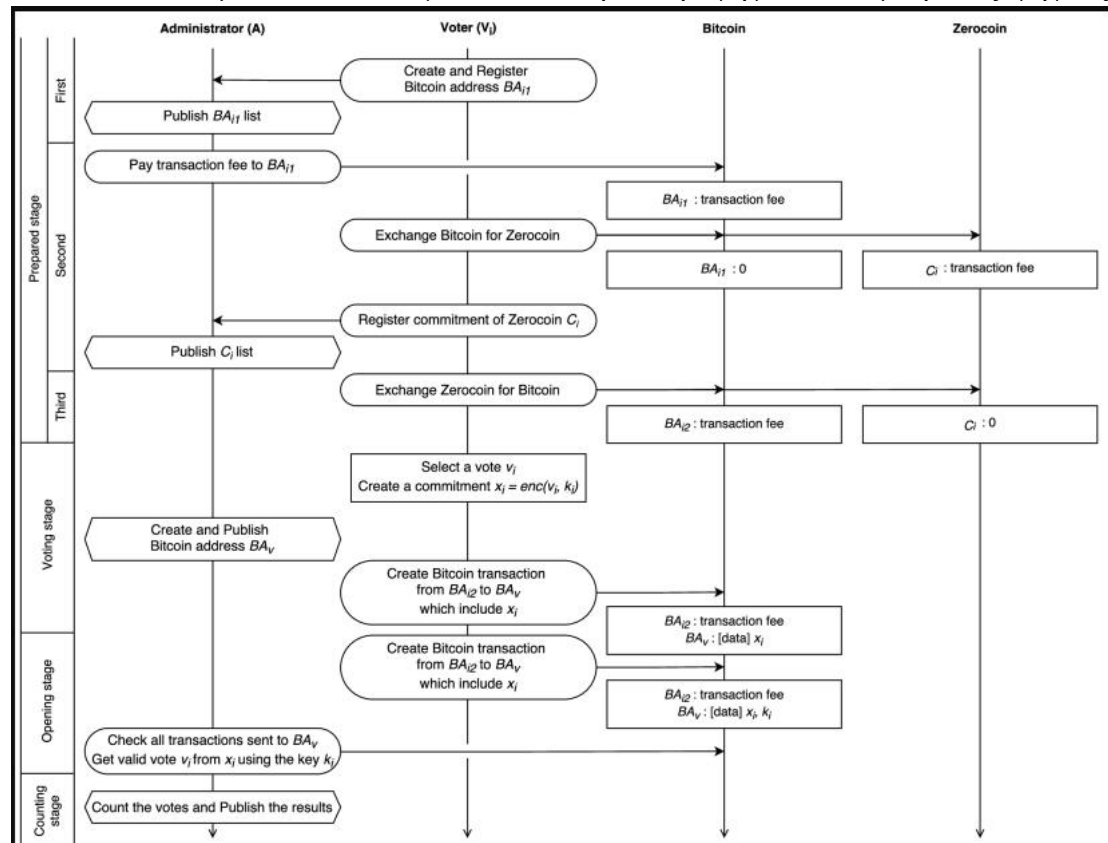 Administrator (A)
Voter (Vi)
Bitcoin
Zerocoin
Prepared stage
First
Create and Register
Bitcoin address BAi1
Publish BAi1 list
Second
Pay transaction fee to BAi1
BAi1 : transaction fee
Exchange Bitcoin for Zerocoin
BAi1 : 0
Ci : transaction fee
Register commitment of Zerocoin Ci
Publish Ci list
Third
Exchange Zerocoin for Bitcoin
BAi2 : transaction fee
Ci : 0
Voting stage
Select a vote vi
Create a commitment xi = enc(vi, ki)
Create and Publish
Bitcoin address BAv
Create Bitcoin transaction
from BAi2 to BAv
which include xi
BAi2 : transaction fee
BAv : [data] xi
Opening stage
Create Bitcoin transaction
from BAi2 to BAv
which include xi
BAi2 : transaction fee
BAv : [data] xi, ki
Check all transactions sent to BAv
Get valid vote vi from xi using the key ki
Counting
stage
Count the votes and Publish the results